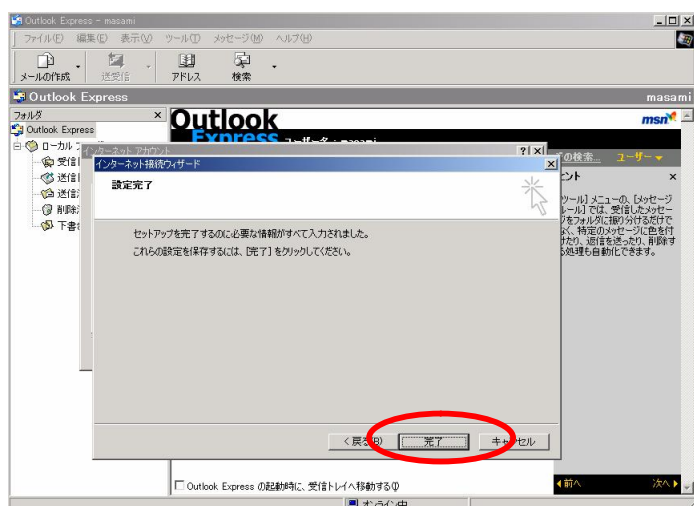 Outlook Express - masami
ファイル(F) 編集(E) 表示(V) ツール(T) メッセージ(M) ヘルプ(H)
メールの作成 送受信 アドレス 検索
Outlook Express masami
フォルダ ×
Outlook Express
ローカル
受信
送信
送信
削除
下書
Outlook
Express
msn
インターネット アカウント
の検索... ユーザー
インターネット接続ウィザード
設定完了
セットアップを完了するのに必要な情報がすべて入力されました。
これらの設定を保存するには、[完了] をクリックしてください。
< 戻る(B) 完了 キャンセル
ント ×
ツール] メニューの、[メッセージ
ルール] では、受信したメッセー
ジをフォルダに振り分けるだけで
なく、特定のメッセージに色を付
けたり、返信を送ったり、削除す
る処理も自動化できます。
Outlook Express の起動時に、受信トレイへ移動する(I)
前へ 次へ
オンライン中